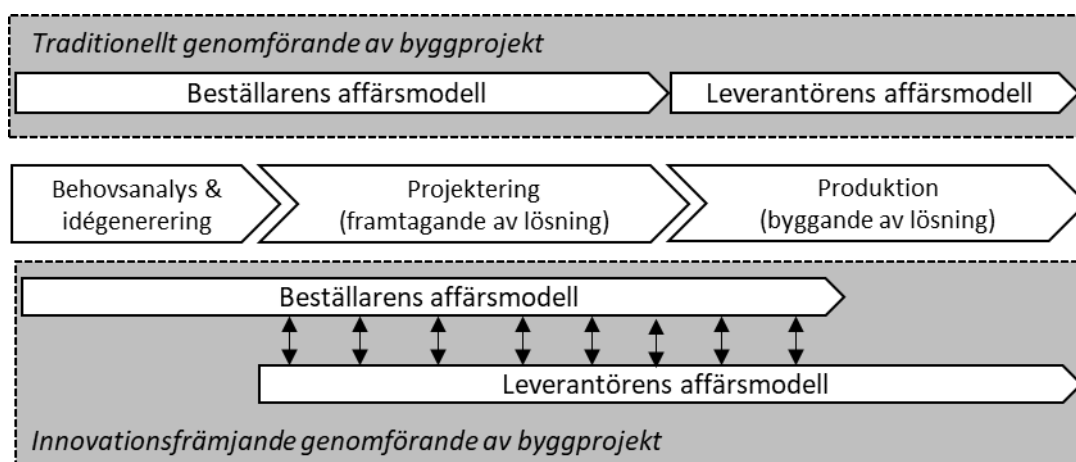 Traditionellt genomförande av byggprojekt
Beställarens affärsmodell
Leverantörens affärsmodell
Behovsanalys &
idégenerering
Projektering
(framtagande av lösning)
Produktion
(byggande av lösning)
Beställarens affärsmodell
Leverantörens affärsmodell
Innovationsfrämjande genomförande av byggprojekt